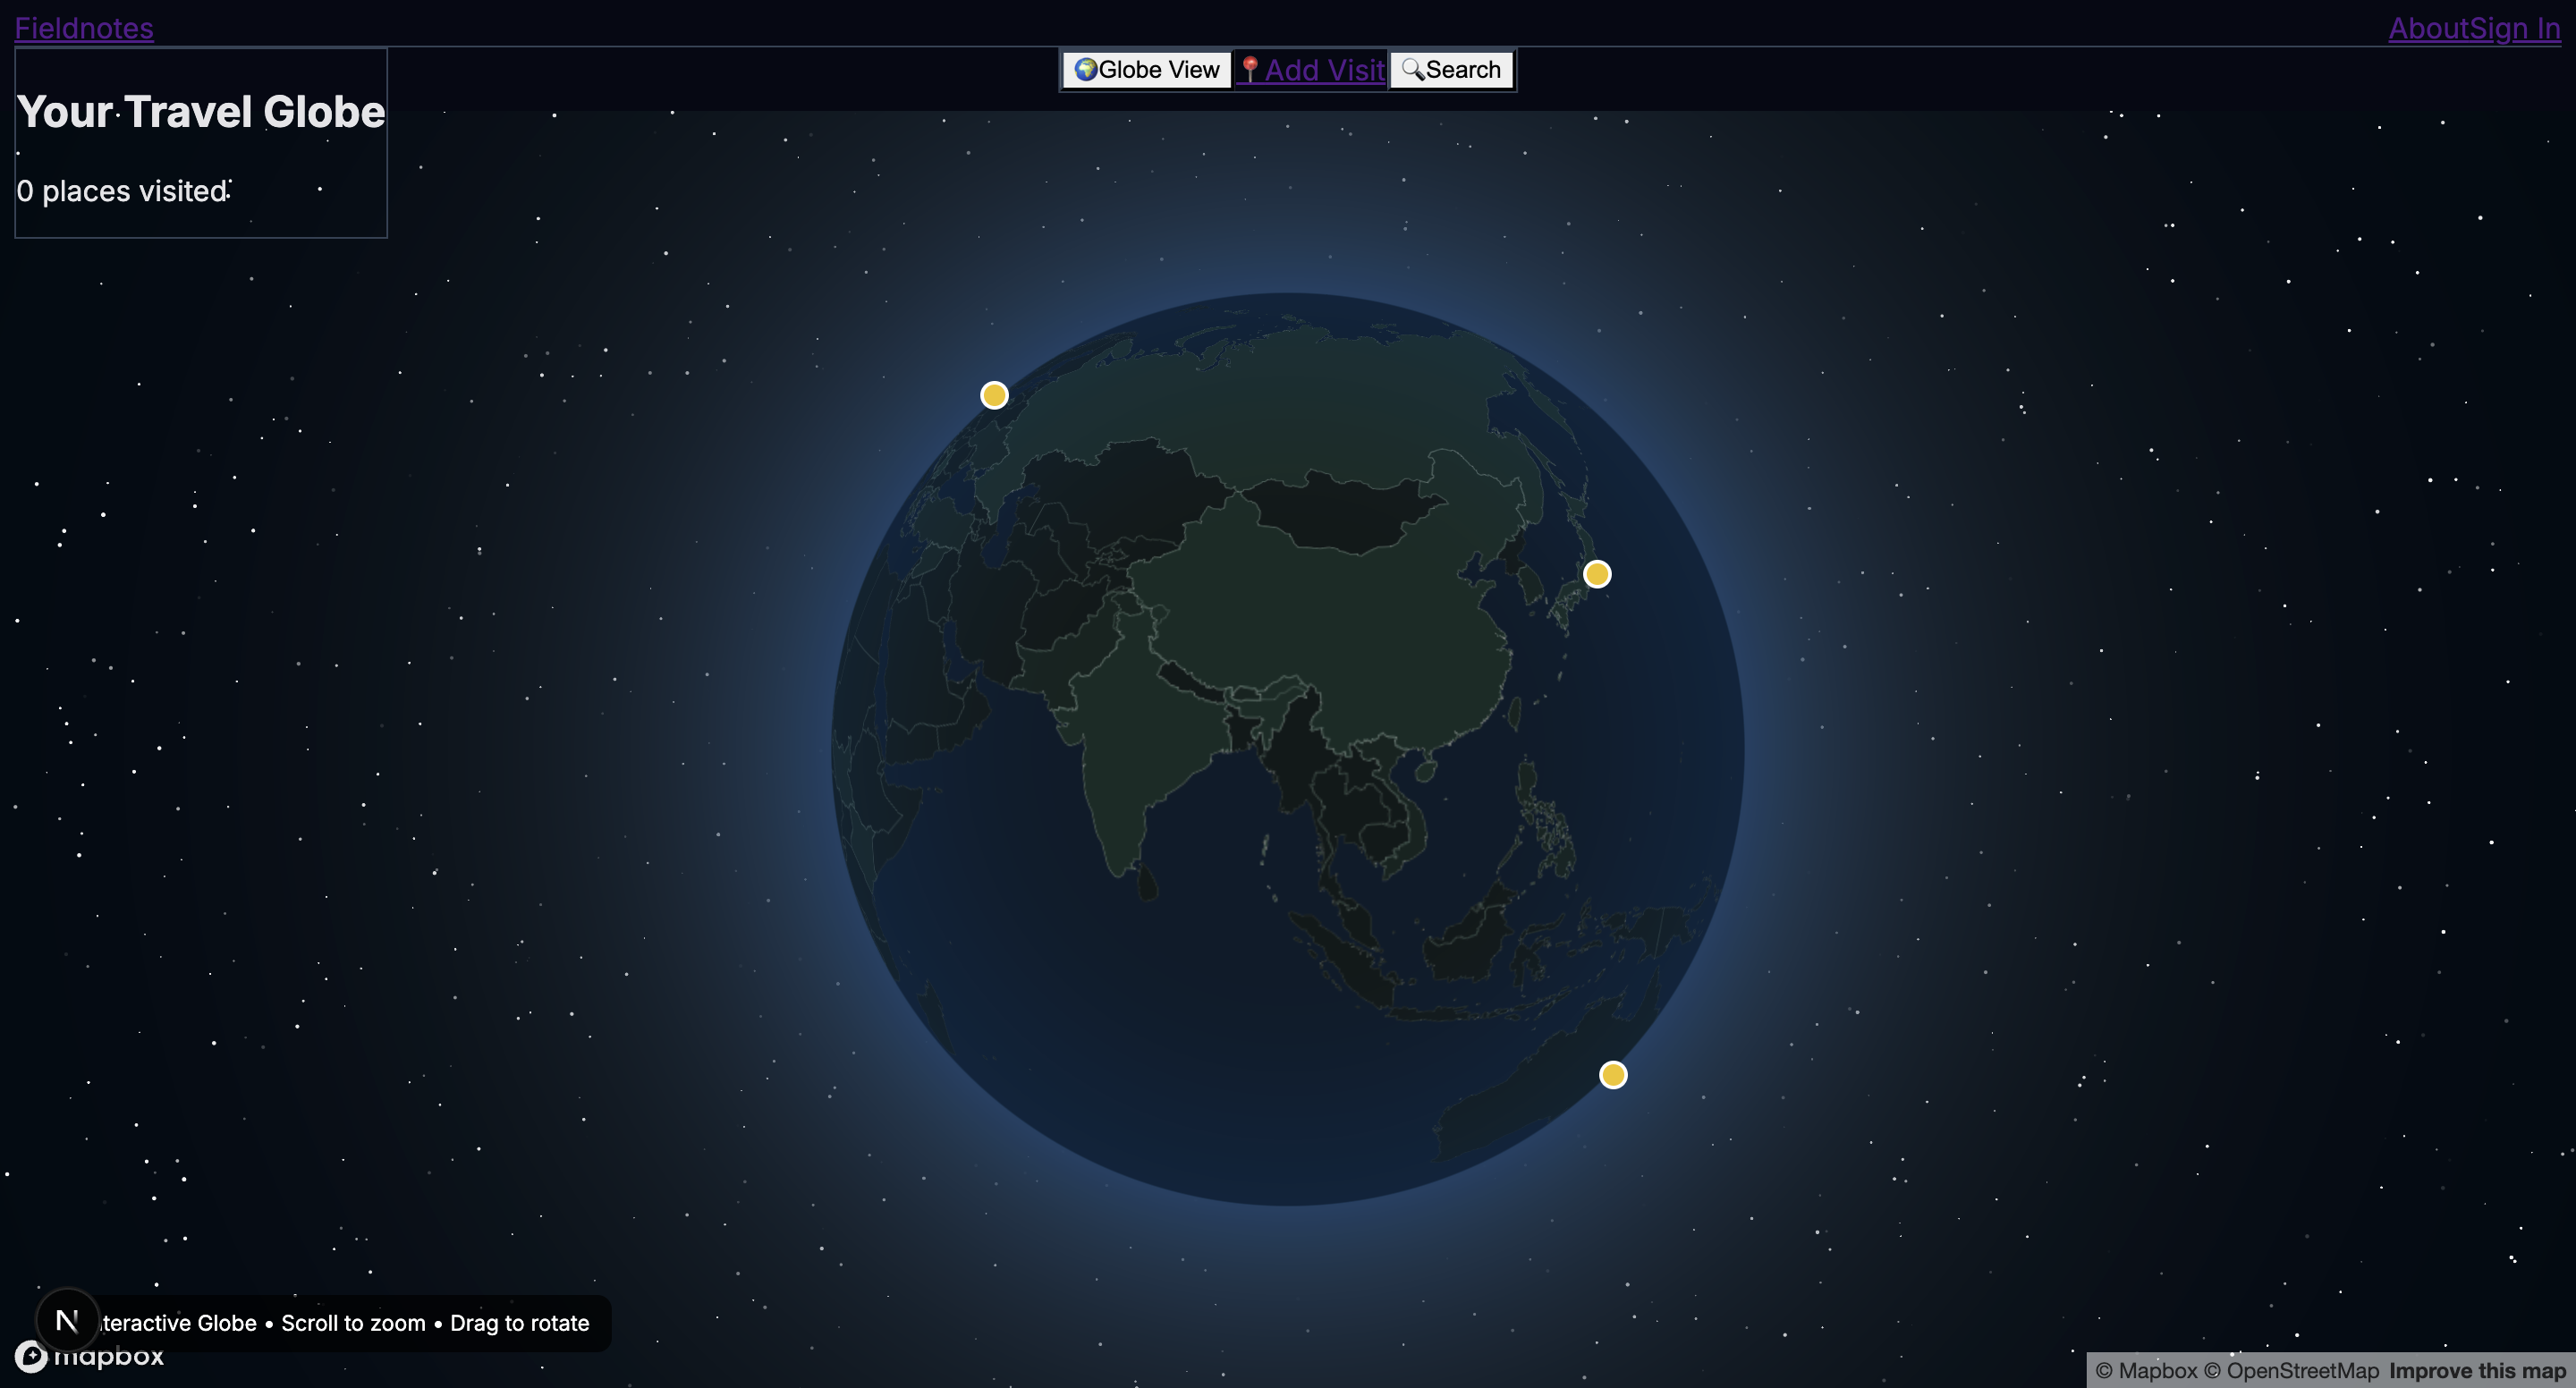 Fieldnotes
AboutSign In
🌍Globe View 📍Add Visit 🔍Search
Your Travel Globe
0 places visited
N
teractive Globe • Scroll to zoom • Drag to rotate
mapbox
© Mapbox © OpenStreetMap Improve this map